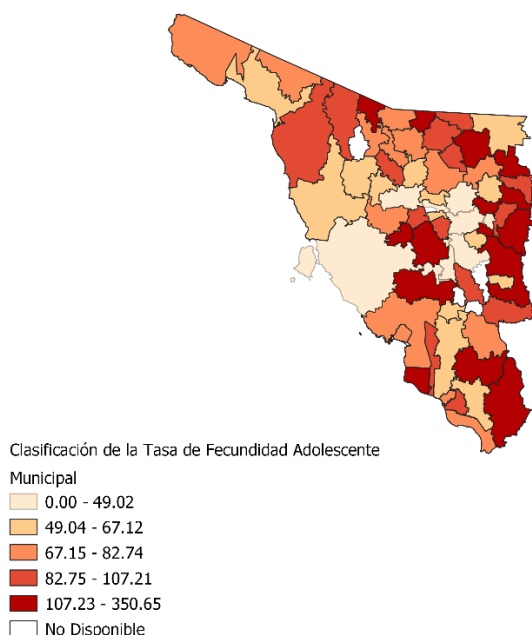 Clasificación de la Tasa de Fecundidad Adolescente
Municipal
0.00 - 49.02
49.04 - 67.12
67.15 - 82.74
82.75 - 107.21
107.23 - 350.65
No Disponible